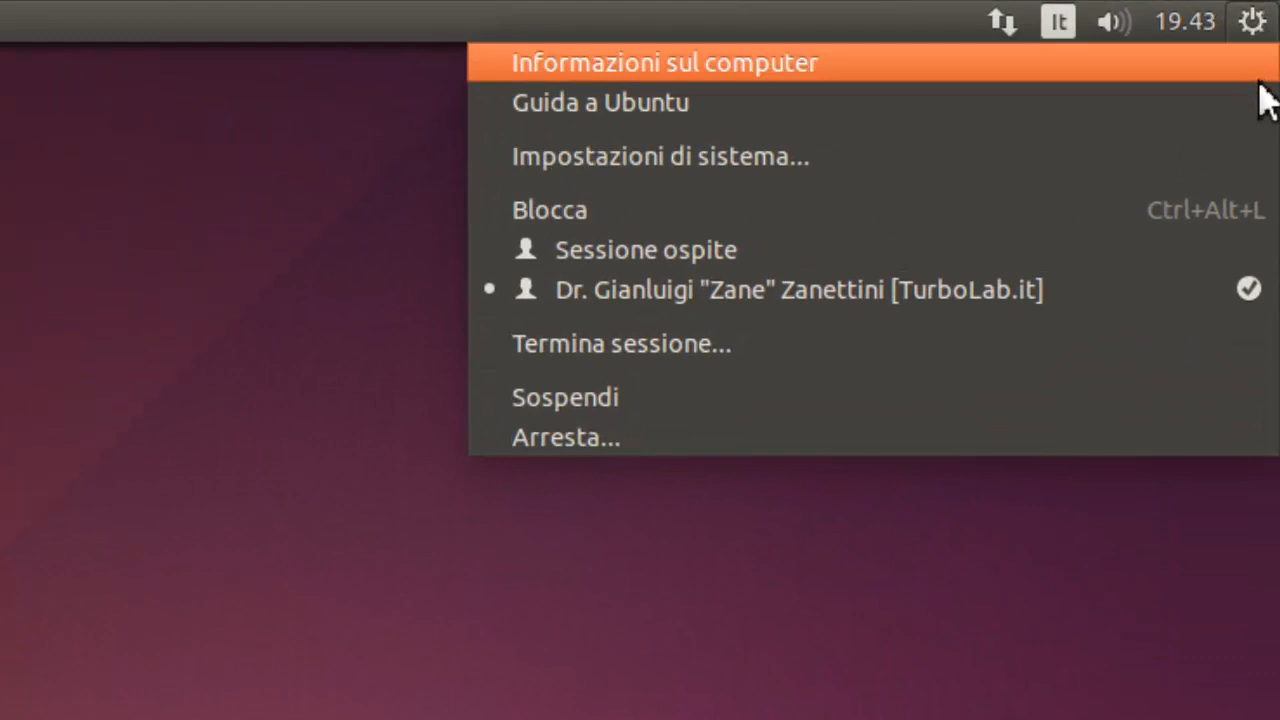 It 19.43
Informazioni sul computer
Guida a Ubuntu
Impostazioni di sistema...
Blocca Ctrl+Alt+L
Sessione ospite
Dr. Gianluigi "Zane" Zanettini [TurboLab.it]
Termina sessione...
Sospendi
Arresta...